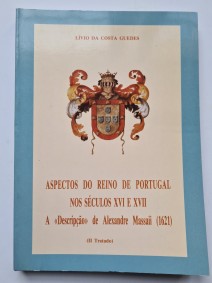 LÍVIO DA COSTA GUEDES
ASPECTOS DO REINO DE PORTUGAL
NOS SÉCULOS XVI E XVII
A «Descripção» de Alexandre Massaii (1621)
(II Tratado)